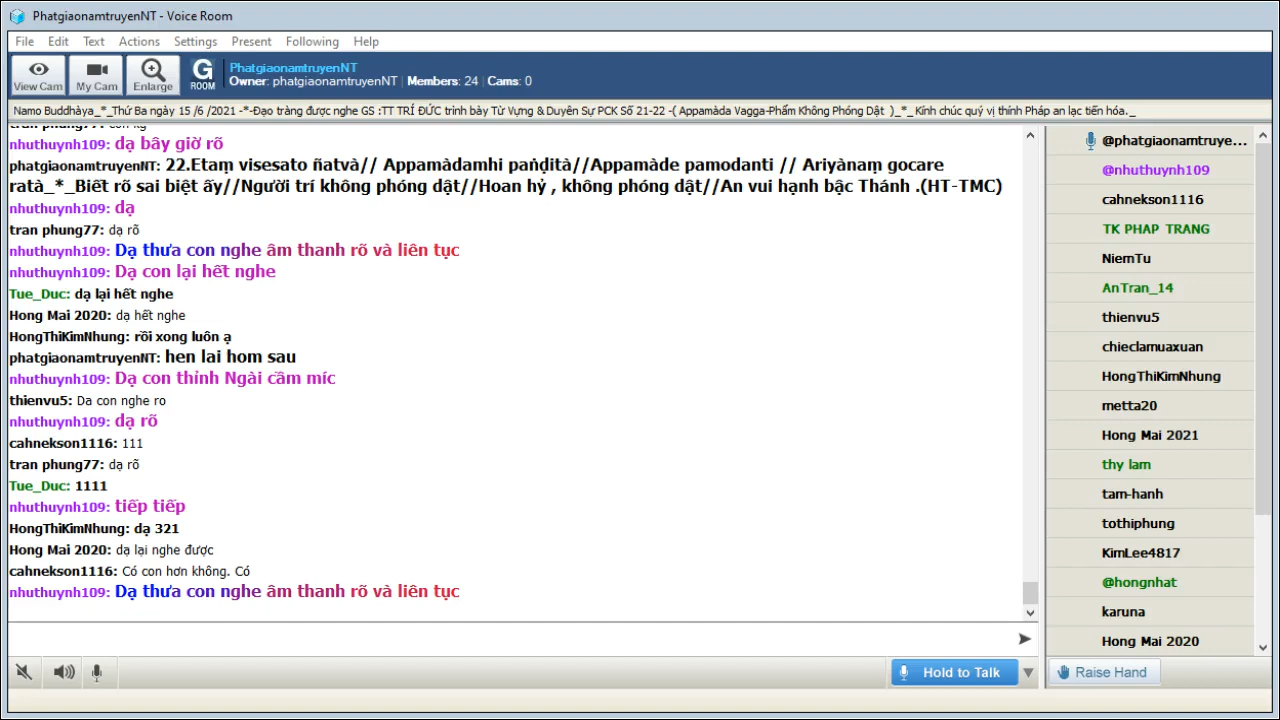 PhatgiaonamtruyenNT - Voice Room
File Edit Text Actions Settings Present Following Help
View Cam My Cam Enlarge G ROOM
PhatgiaonamtruyenNT
Owner: phatgiaonamtruyenNT | Members: 24 | Cams: 0
Namo Buddhàya_*_Thứ Ba ngày 15 /6 /2021 -*-Đạo tràng được nghe GS :TT TRÍ ĐỨC trình bày Từ Vựng & Duyên Sự PCK Số 21-22 -( Appamàda Vagga-Phẩm Không Phóng Dật )_*_ Kính chúc quý vị thính Pháp an lạc tiến hóa._
nhuthuynh109: dạ bây giờ rõ
phatgiaonamtruyenNT: 22.Etaṃ visesato ñatvà// Appamàdamhi paṇḍità//Appamàde pamodanti // Ariyànaṃ gocare
ratà_*_Biết rõ sai biệt ấy//Người trí không phóng dật//Hoan hỷ , không phóng dật//An vui hạnh bậc Thánh .(HT-TMC)
nhuthuynh109: dạ
tran phung77: dạ rõ
nhuthuynh109: Dạ thưa con nghe âm thanh rõ và liên tục
nhuthuynh109: Dạ con lại hết nghe
Tue_Duc: dạ lại hết nghe
Hong Mai 2020: dạ hết nghe
HongThiKimNhung: rồi xong luôn ạ
phatgiaonamtruyenNT: hen lai hom sau
nhuthuynh109: Dạ con thỉnh Ngài cầm míc
thienvu5: Da con nghe ro
nhuthuynh109: dạ rõ
cahnekson1116: 111
tran phung77: dạ rõ
Tue_Duc: 1111
nhuthuynh109: tiếp tiếp
HongThiKimNhung: dạ 321
Hong Mai 2020: dạ lại nghe được
cahnekson1116: Có con hơn không. Có
nhuthuynh109: Dạ thưa con nghe âm thanh rõ và liên tục
@phatgiaonamtruye...
@nhuthuynh109
cahnekson1116
TK PHAP TRANG
NiemTu
AnTran_14
thienvu5
chieclamuaxuan
HongThiKimNhung
metta20
Hong Mai 2021
thy lam
tam-hanh
tothiphung
KimLee4817
@hongnhat
karuna
Hong Mai 2020
Hold to Talk
Raise Hand